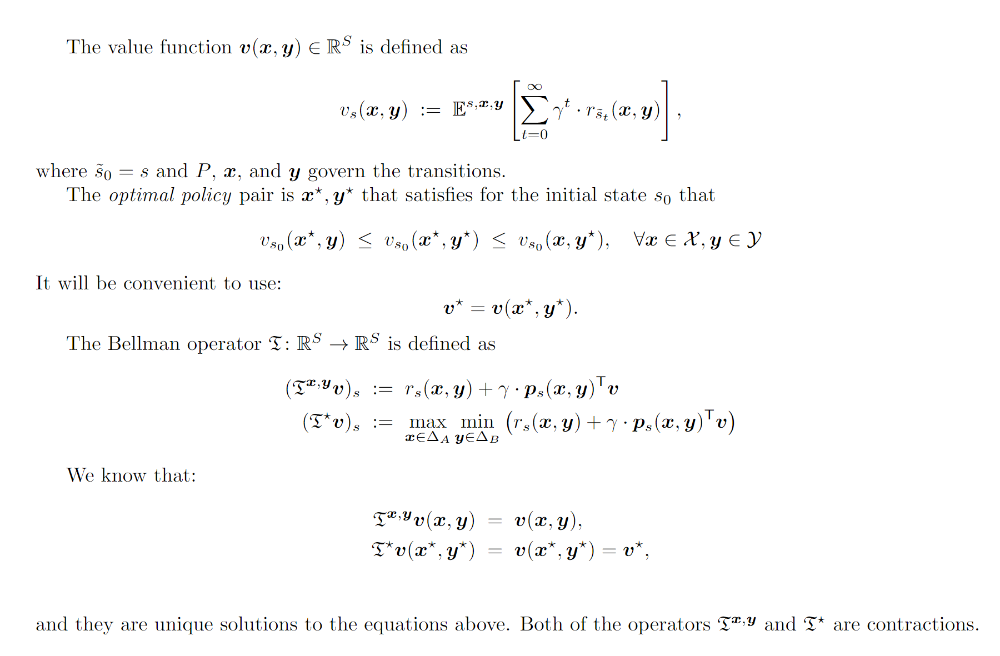 The value function $\boldsymbol{v}(\boldsymbol{x}, \boldsymbol{y}) \in \mathbb{R}^S$ is defined as
$$v_s(\boldsymbol{x}, \boldsymbol{y}) \;:=\; \mathbb{E}^{s,\boldsymbol{x},\boldsymbol{y}} \left[ \sum_{t=0}^{\infty} \gamma^t \cdot r_{\tilde{s}_t}(\boldsymbol{x}, \boldsymbol{y}) \right],$$
where $\tilde{s}_0 = s$ and $P$, $\boldsymbol{x}$, and $\boldsymbol{y}$ govern the transitions.
The optimal policy pair is $\boldsymbol{x}^\star, \boldsymbol{y}^\star$ that satisfies for the initial state $s_0$ that
$$v_{s_0}(\boldsymbol{x}^\star, \boldsymbol{y}) \;\le\; v_{s_0}(\boldsymbol{x}^\star, \boldsymbol{y}^\star) \;\le\; v_{s_0}(\boldsymbol{x}, \boldsymbol{y}^\star), \quad \forall \boldsymbol{x} \in \mathcal{X}, \boldsymbol{y} \in \mathcal{Y}$$
It will be convenient to use:
$$\boldsymbol{v}^\star = \boldsymbol{v}(\boldsymbol{x}^\star, \boldsymbol{y}^\star).$$
The Bellman operator $\mathfrak{T} \colon \mathbb{R}^S \to \mathbb{R}^S$ is defined as
$$(\mathfrak{T}^{\boldsymbol{x},\boldsymbol{y}} \boldsymbol{v})_s \;:=\; r_s(\boldsymbol{x}, \boldsymbol{y}) + \gamma \cdot \boldsymbol{p}_s(\boldsymbol{x}, \boldsymbol{y})^\mathsf{T} \boldsymbol{v}$$
$$(\mathfrak{T}^\star \boldsymbol{v})_s \;:=\; \max_{\boldsymbol{x} \in \Delta_A} \min_{\boldsymbol{y} \in \Delta_B} \left( r_s(\boldsymbol{x}, \boldsymbol{y}) + \gamma \cdot \boldsymbol{p}_s(\boldsymbol{x}, \boldsymbol{y})^\mathsf{T} \boldsymbol{v} \right)$$
We know that:
$$\mathfrak{T}^{\boldsymbol{x},\boldsymbol{y}} \boldsymbol{v}(\boldsymbol{x}, \boldsymbol{y}) \;=\; \boldsymbol{v}(\boldsymbol{x}, \boldsymbol{y}),$$
$$\mathfrak{T}^\star \boldsymbol{v}(\boldsymbol{x}^\star, \boldsymbol{y}^\star) \;=\; \boldsymbol{v}(\boldsymbol{x}^\star, \boldsymbol{y}^\star) = \boldsymbol{v}^\star,$$
and they are unique solutions to the equations above. Both of the operators $\mathfrak{T}^{\boldsymbol{x},\boldsymbol{y}}$ and $\mathfrak{T}^\star$ are contractions.